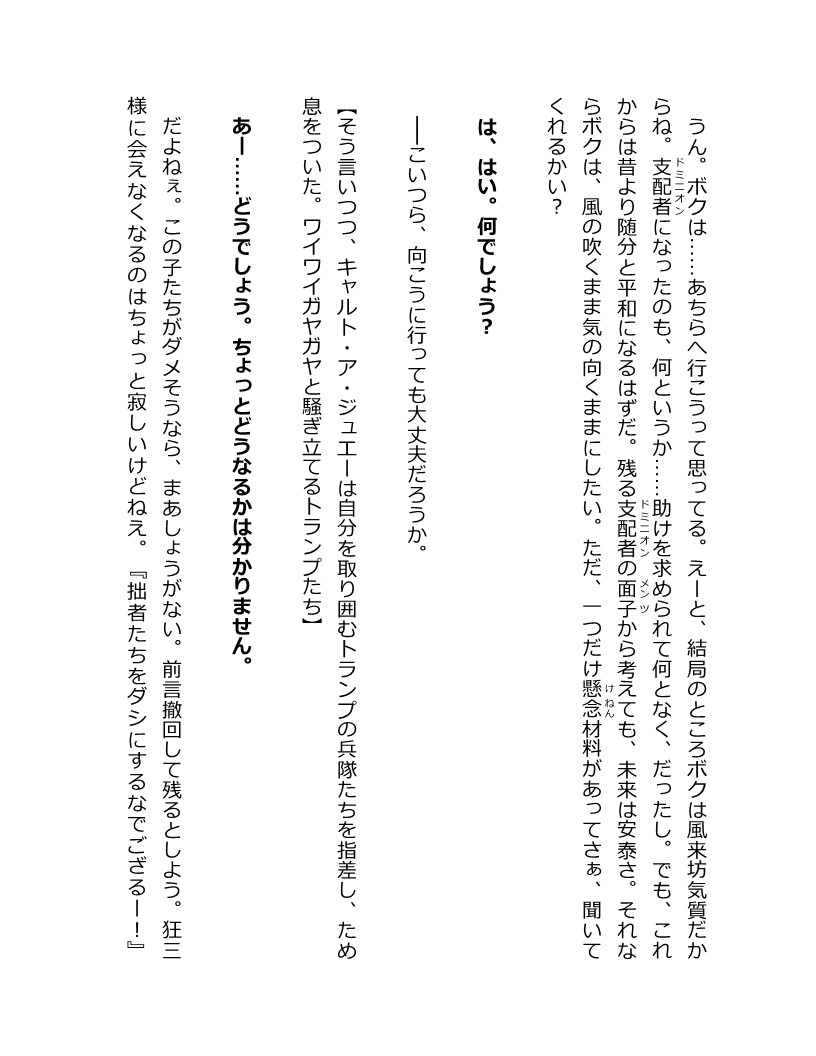 うん。ボクは……あちらへ行こうって思ってる。えーと、結局のところボクは風来坊気質だか
らね。支配者になったのも、何というか……助けを求められて何となく、だったし。でも、これ
ドミニオン
からは昔より随分と平和になるはずだ。残る支配者の面子から考えても、未来は安泰さ。それな
ドミニオン メンツ
らボクは、風の吹くまま気の向くままにしたい。ただ、一つだけ懸念材料があってさぁ、聞いて
けねん
くれるかい?
は、はい。何でしょう?
――こいつら、向こうに行っても大丈夫だろうか。
【そう言いつつ、キャルト・ア・ジュエーは自分を取り囲むトランプの兵隊たちを指差し、ため
息をついた。ワイワイガヤガヤと騒ぎ立てるトランプたち】
あー……どうでしょう。ちょっとどうなるかは分かりません。
だよねぇ。この子たちがダメそうなら、まあしょうがない。前言撤回して残るとしよう。狂三
様に会えなくなるのはちょっと寂しいけどねえ。『拙者たちをダシにするなでござるー!』